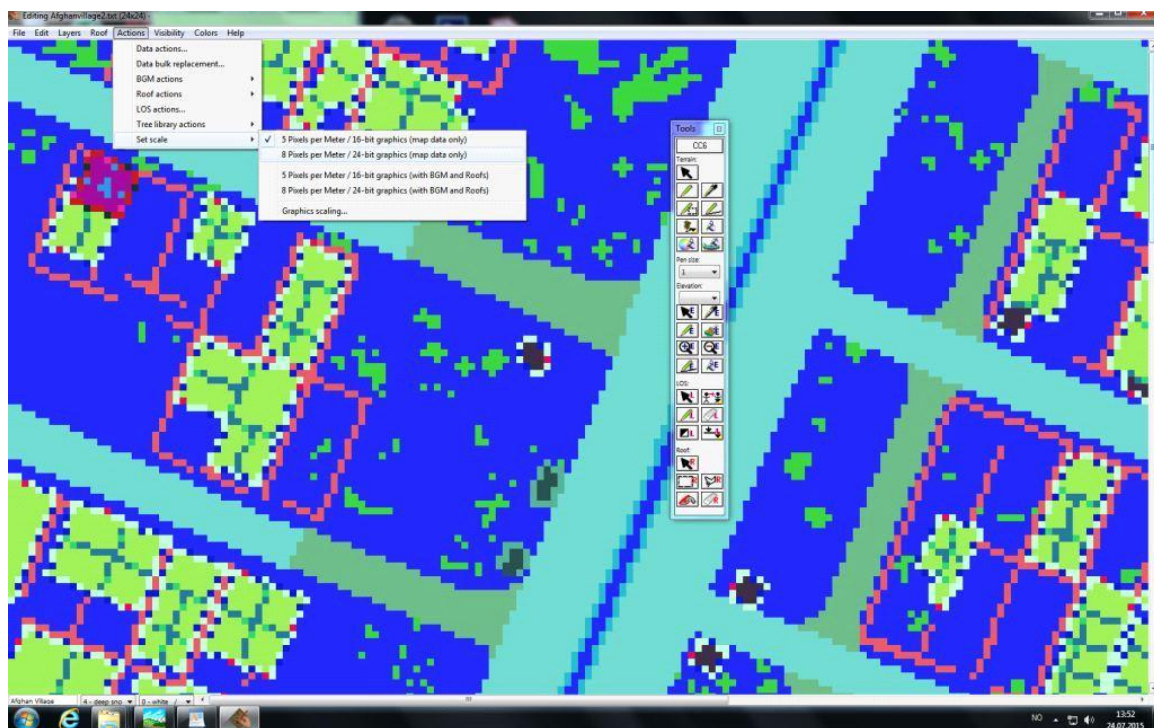 Editing Afghanvillage2.txt (24x24) -
File Edit Layers Roof Actions Visibility Colors Help
Data actions...
Data bulk replacement...
BGM actions
Roof actions
LOS actions...
Tree library actions
Set scale
5 Pixels per Meter / 16-bit graphics (map data only)
8 Pixels per Meter / 24-bit graphics (map data only)
5 Pixels per Meter / 16-bit graphics (with BGM and Roofs)
8 Pixels per Meter / 24-bit graphics (with BGM and Roofs)
Graphics scaling...
Tools
CC6
Terrain:
Pen size:
1
Elevation:
E E
E E
E E
E E
LOS:
L
L L
L L
Roof:
R
R R
R
Afghan Village 4 - deep sno 0 - white /
NO 13:52
24.07.2015